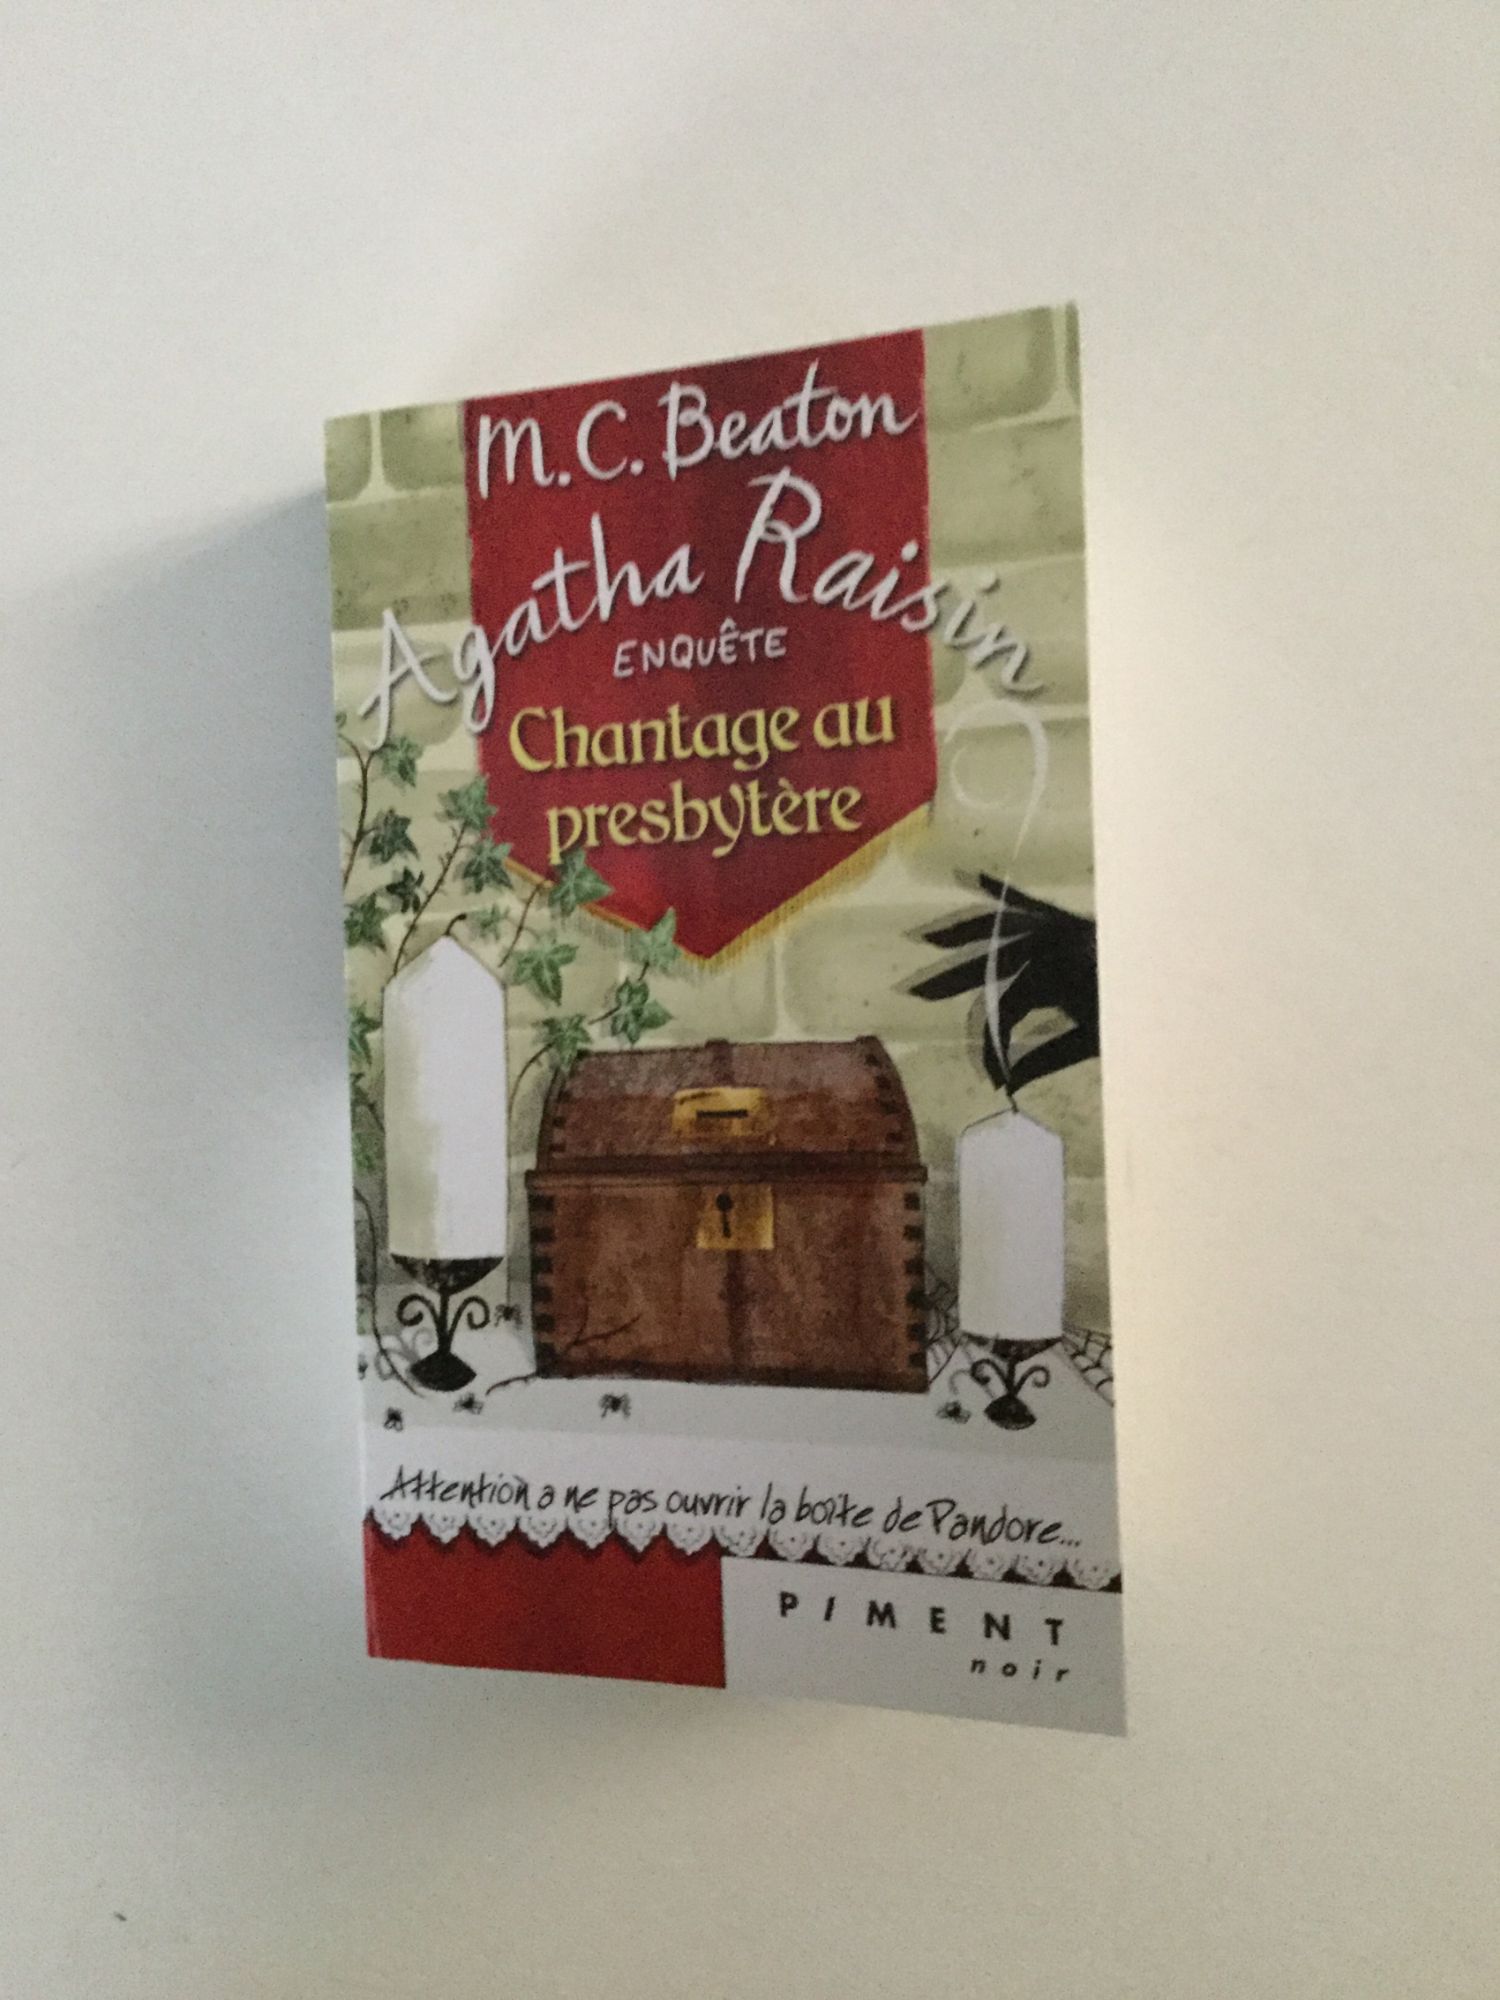 M. C. Beaton
Agatha Raisin
ENQUÊTE
Chantage au
presbytère
Attention à ne pas ouvrir la boîte de Pandore...
PIMENT
noir